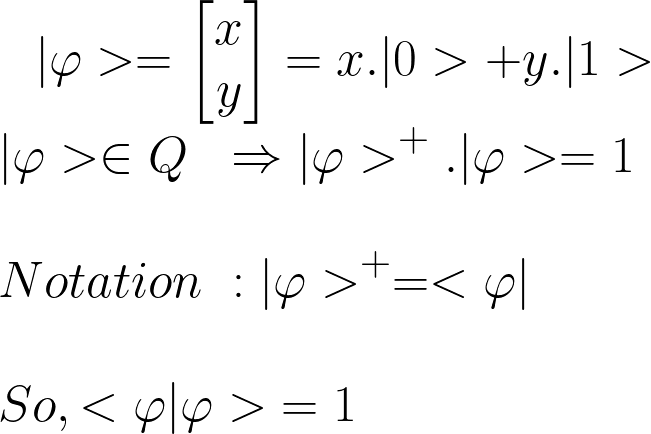 |φ >= [x y] = x.|0 > +y.|1 >
|φ >∈ Q ⇒ |φ >⁺ .|φ >= 1
Notation : |φ >⁺=< φ|
So, < φ|φ > = 1